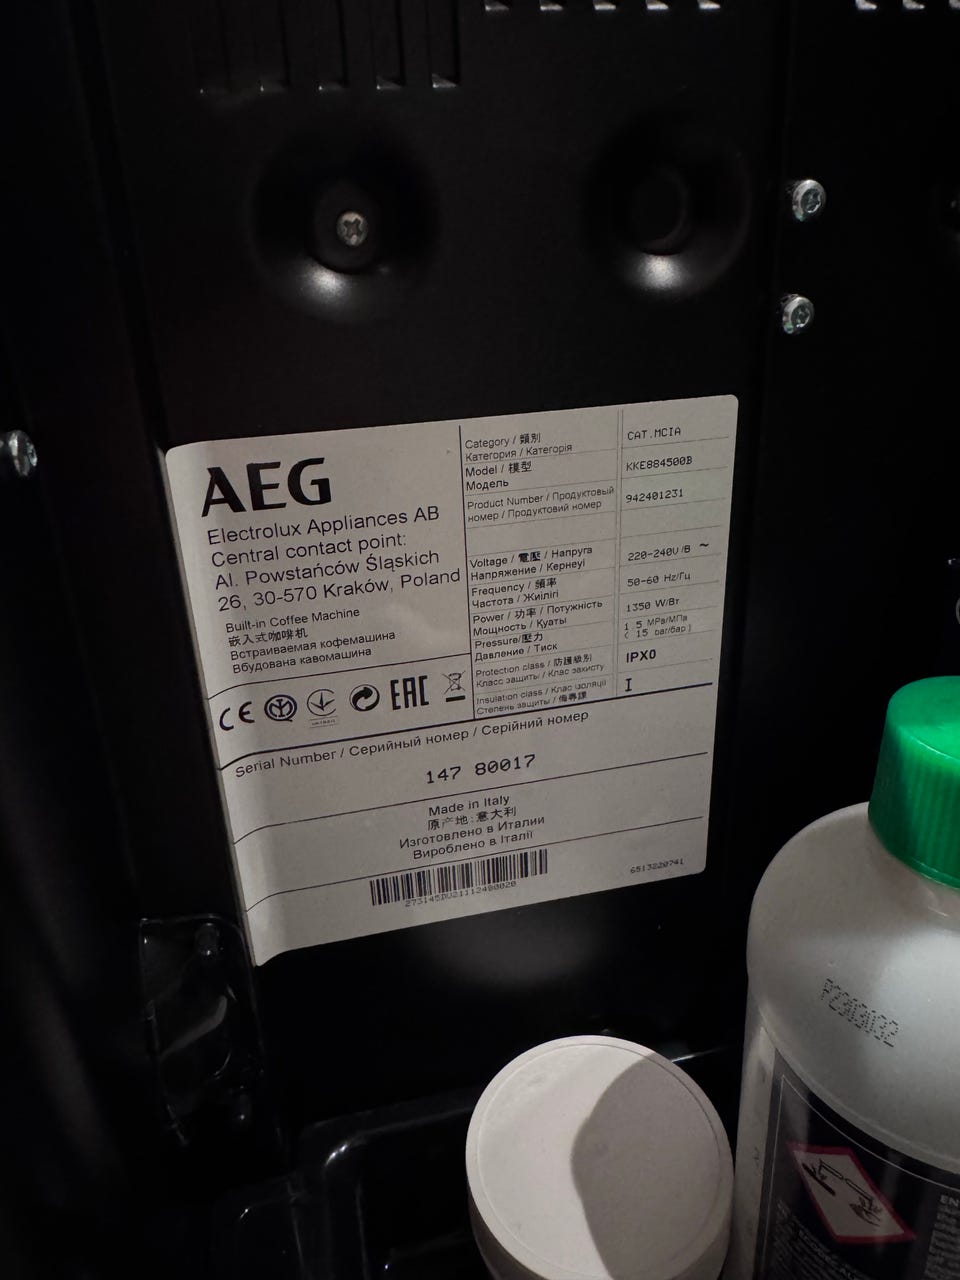 AEG
Electrolux Appliances AB
Central contact point:
Al. Powstańców Śląskich
26, 30-570 Kraków, Poland
Built-in Coffee Machine
嵌入式咖啡机
Встраиваемая кофемашина
Вбудована кавомашина
CE
EAC
Category / 類別
Категория / Категорія
CAT.MCIA
Model / 模型
Модель
KKE884500B
Product Number / Продуктовый
номер / Продуктовий номер
942401231
Voltage / 電壓 / Напруга
Напряжение / Кернеуі
220-240V/В ~
Frequency / 頻率
Частота / Жиілігі
50-60 Hz/Гц
Power / 功率 / Потужність
Мощность / Қуаты
1350 W/Вт
Pressure/壓力
Давление / Тиск
1.5 MPa/МПа
( 15 bar/бар)
Protection class / 防護級別
Класс защиты / Клас захисту
IPX0
Insulation class / Клас ізоляції
Степень защиты /
I
Serial Number / Серийный номер / Серійний номер
147 80017
Made in Italy
原产地:意大利
Изготовлено в Италии
Вироблено в Італії
6513220741
P2303032
EN